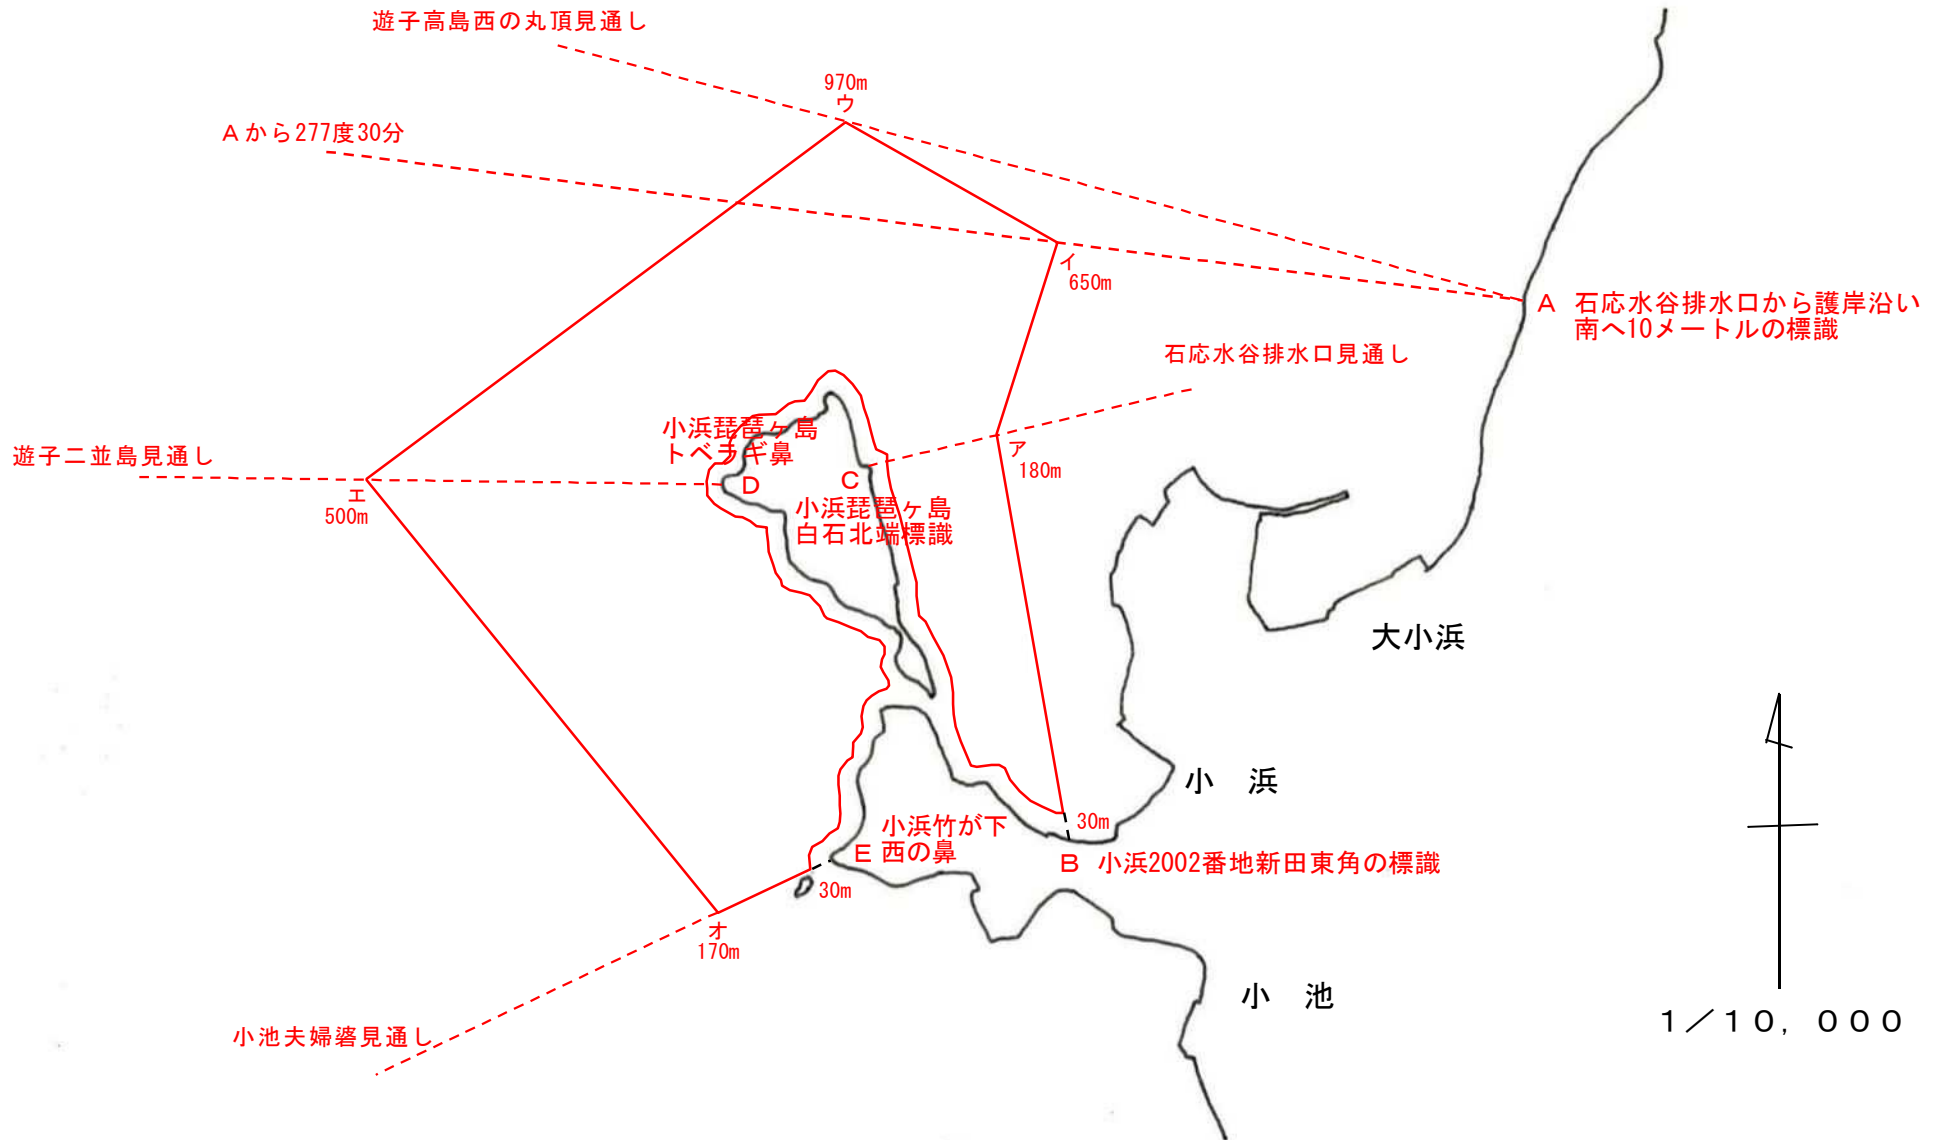 遊子高島西の丸頂見通し
970m
ウ
Aから277度30分
イ
650m
A 石応水谷排水口から護岸沿い
南へ10メートルの標識
石応水谷排水口見通し
小浜琵琶ヶ島
トベラギ鼻
遊子二並島見通し
ア
180m
D
C
エ
500m
小浜琵琶ヶ島
白石北端標識
大小浜
小 浜
30m
小浜竹が下
E 西の鼻
B 小浜2002番地新田東角の標識
30m
オ
170m
小 池
小池夫婦碆見通し
1/10,000